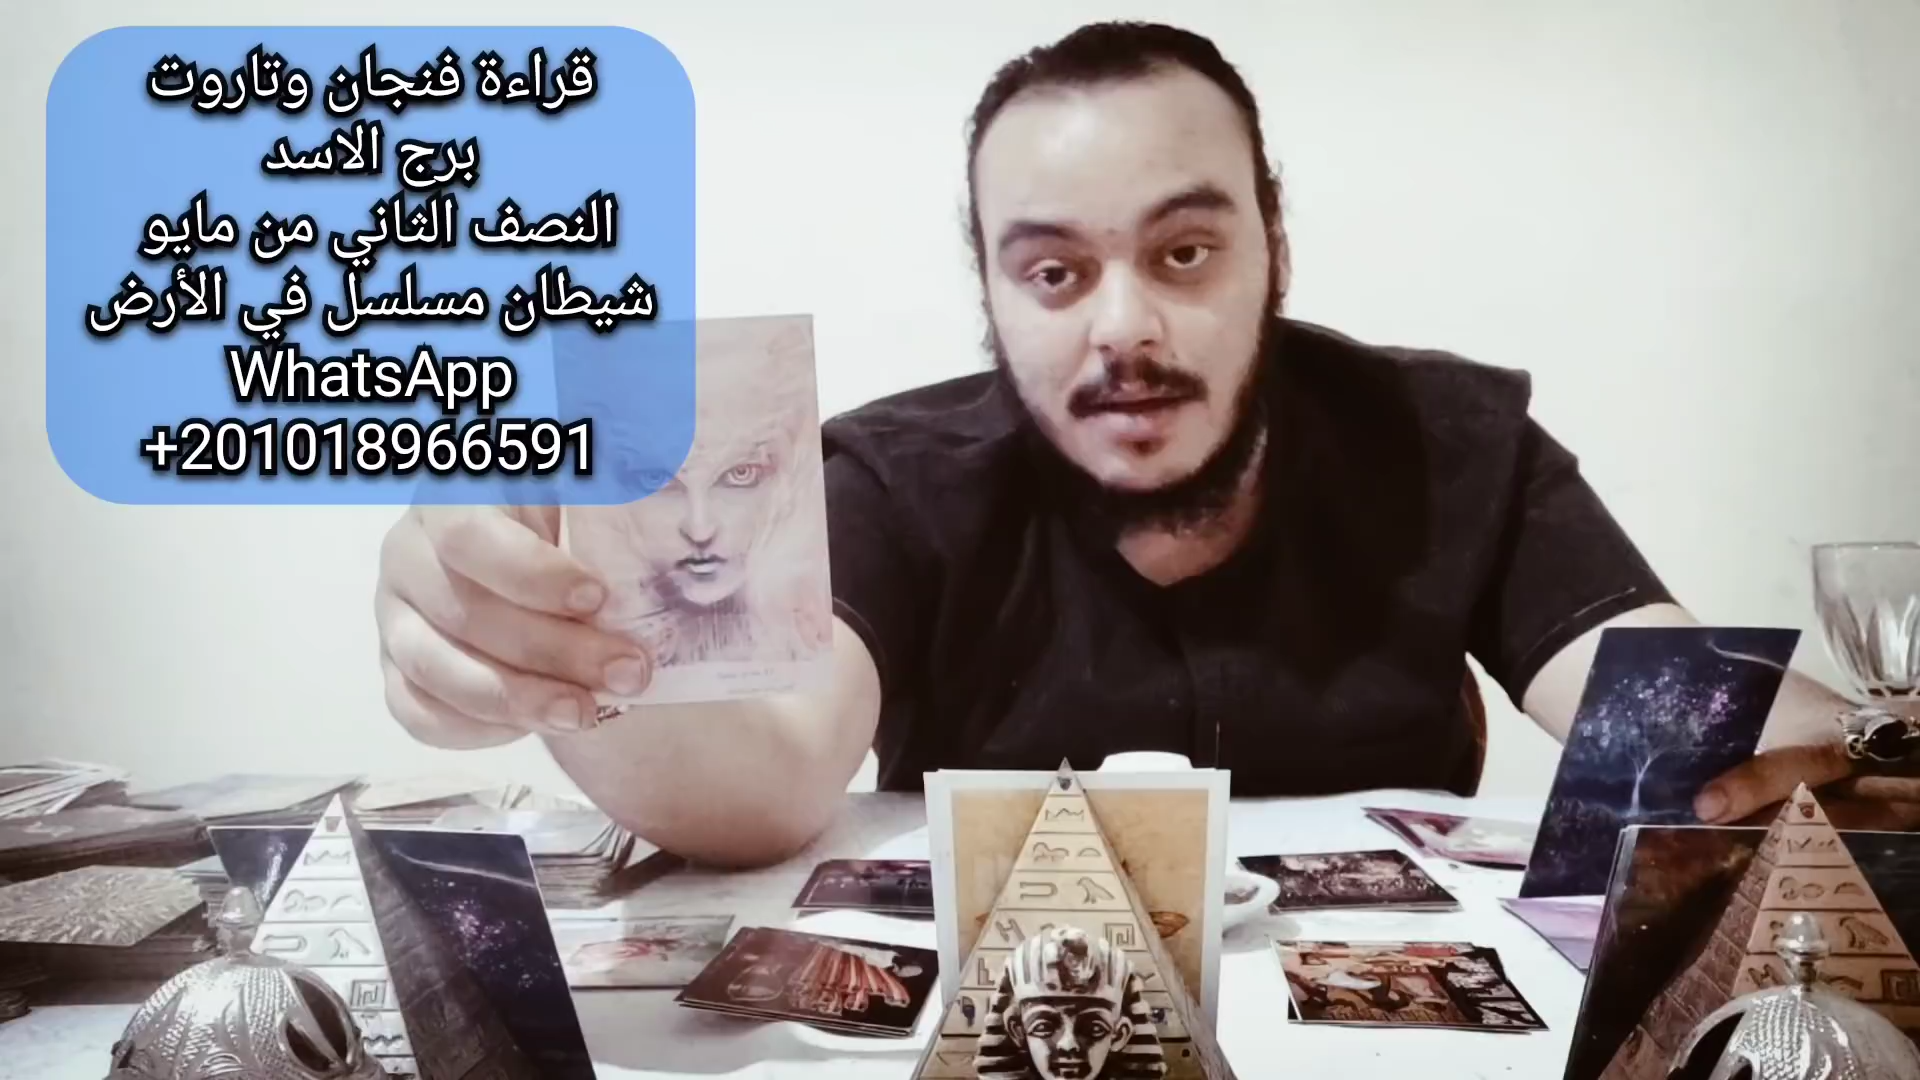 قراءة فنجان وتاروت
برج الاسد
النصف الثاني من مايو
شيطان مسلسل في الأرض
WhatsApp
+201018966591